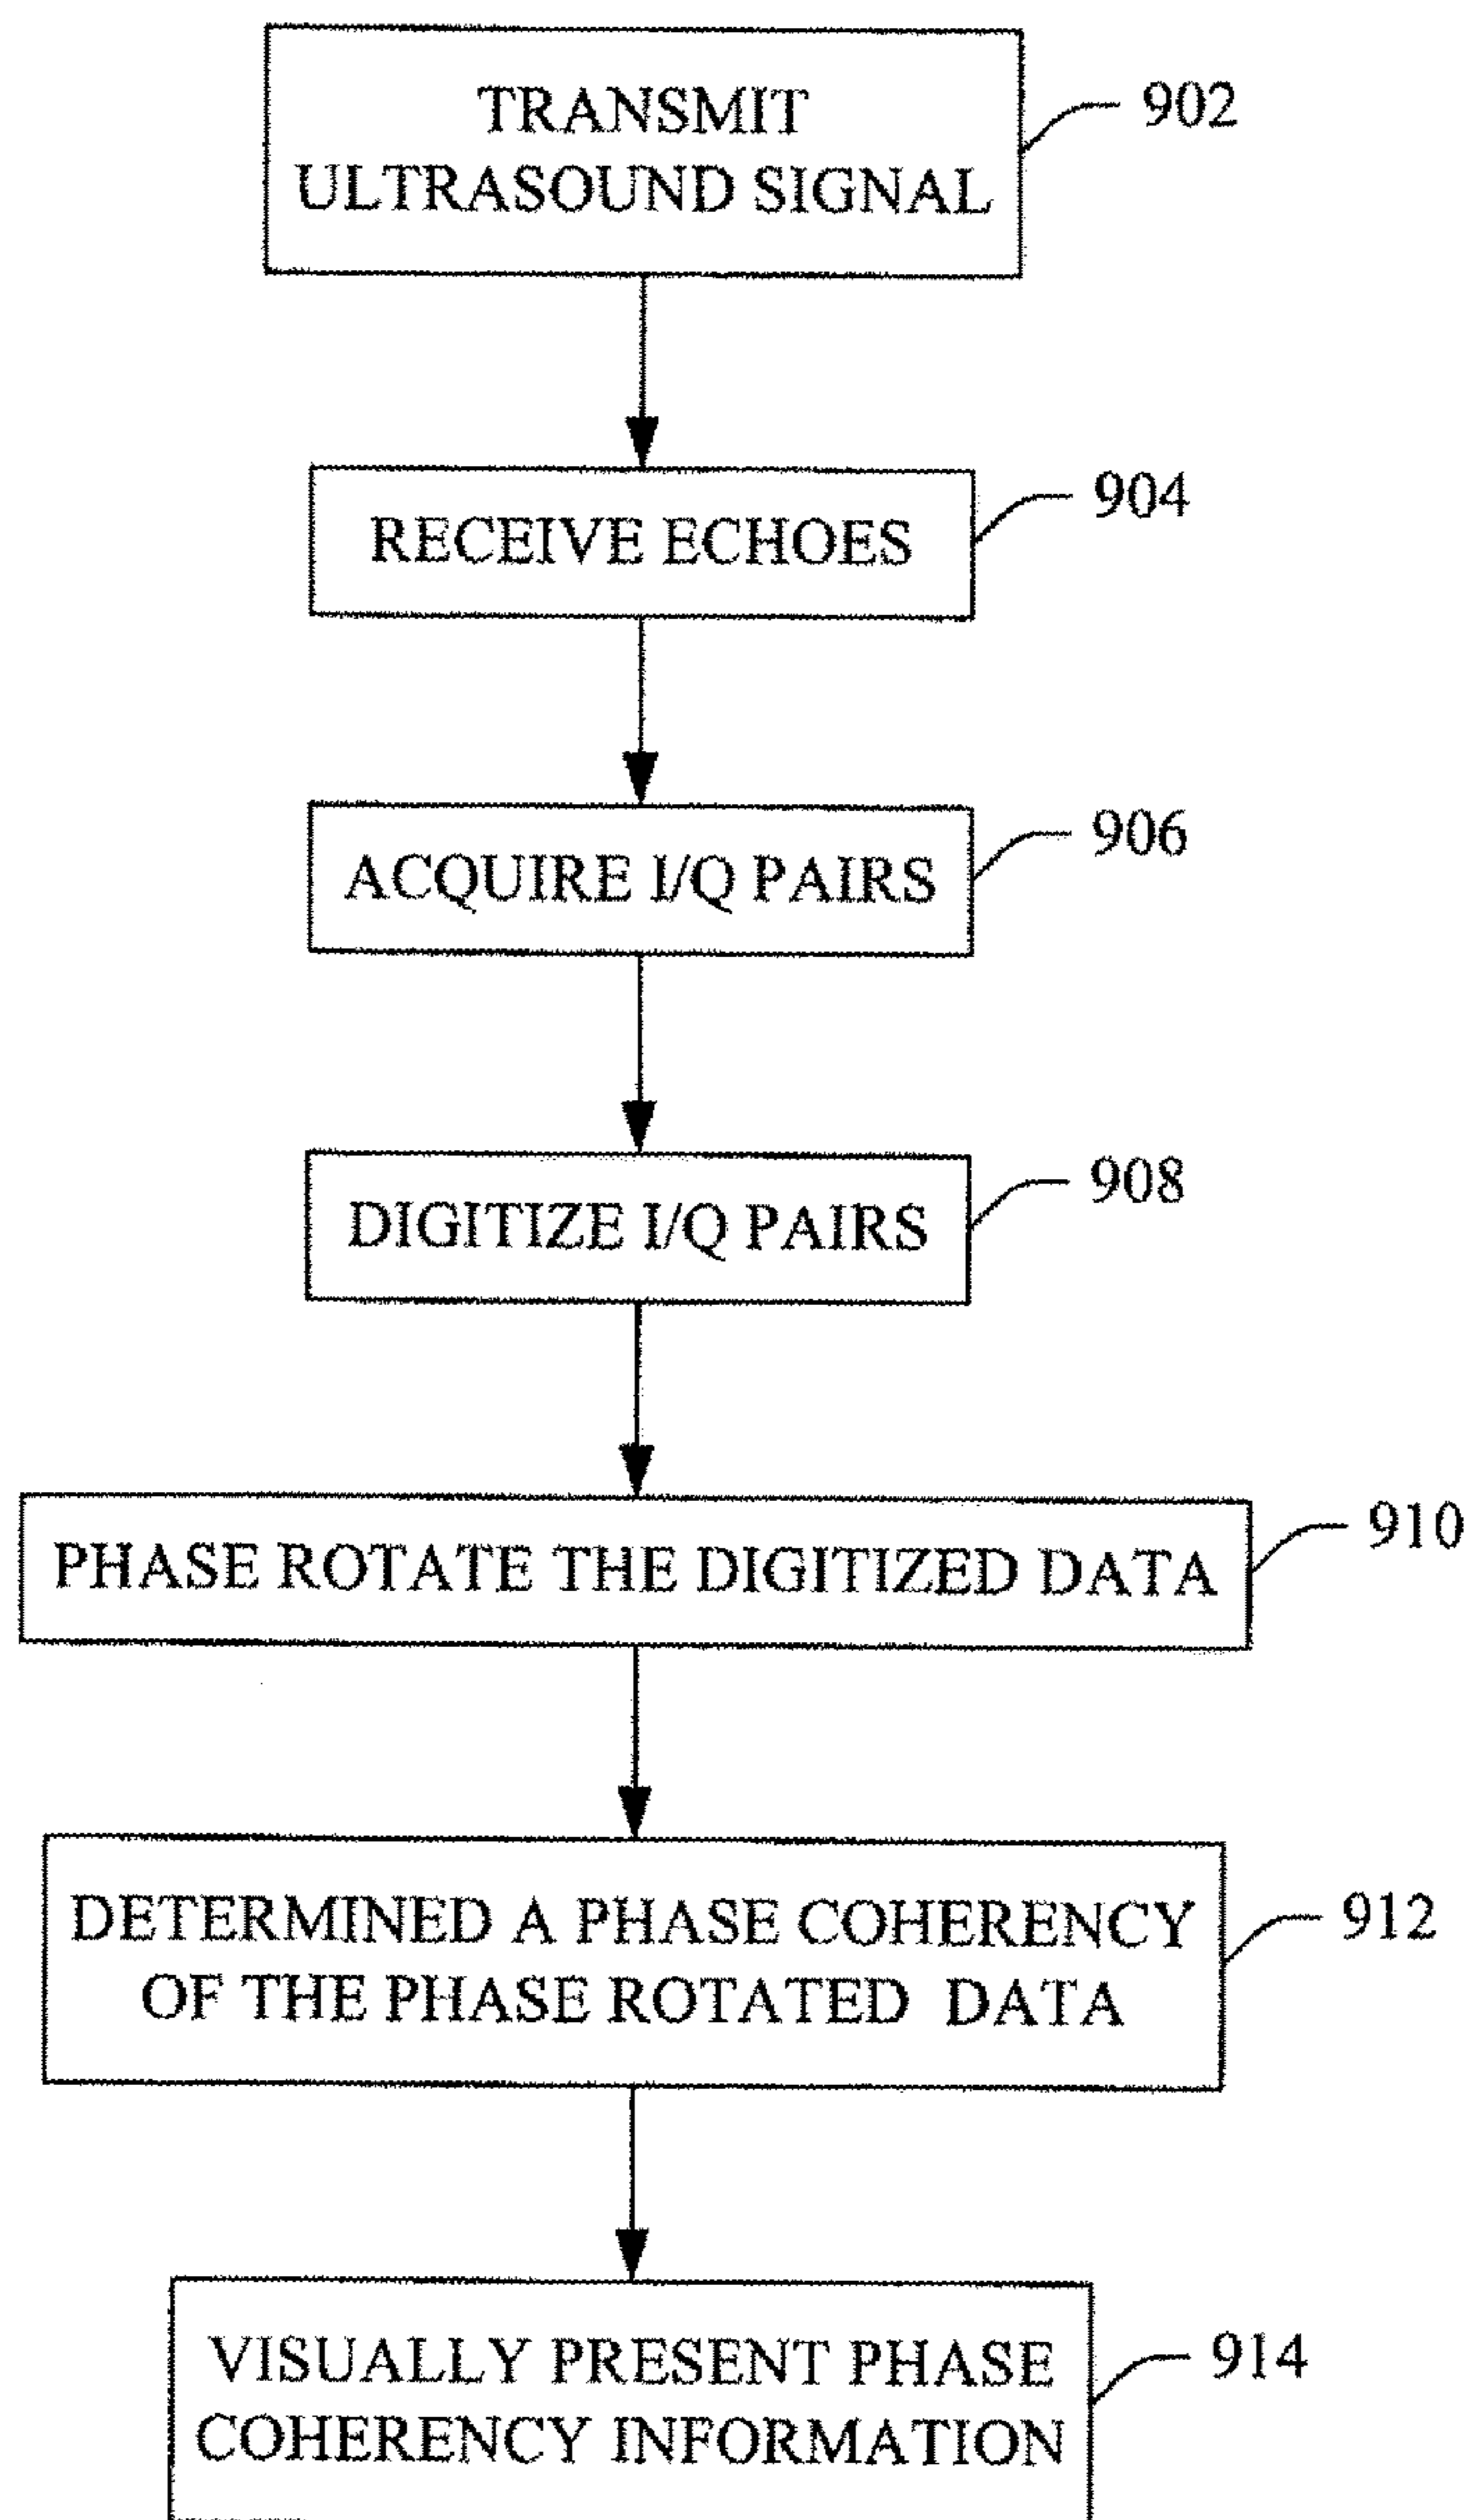 TRANSMIT
ULTRASOUND SIGNAL
902
RECEIVE ECHOES
904
ACQUIRE I/Q PAIRS
906
DIGITIZE I/Q PAIRS
908
PHASE ROTATE THE DIGITIZED DATA
910
DETERMINED A PHASE COHERENCY
OF THE PHASE ROTATED DATA
912
VISUALLY PRESENT PHASE
COHERENCY INFORMATION
914